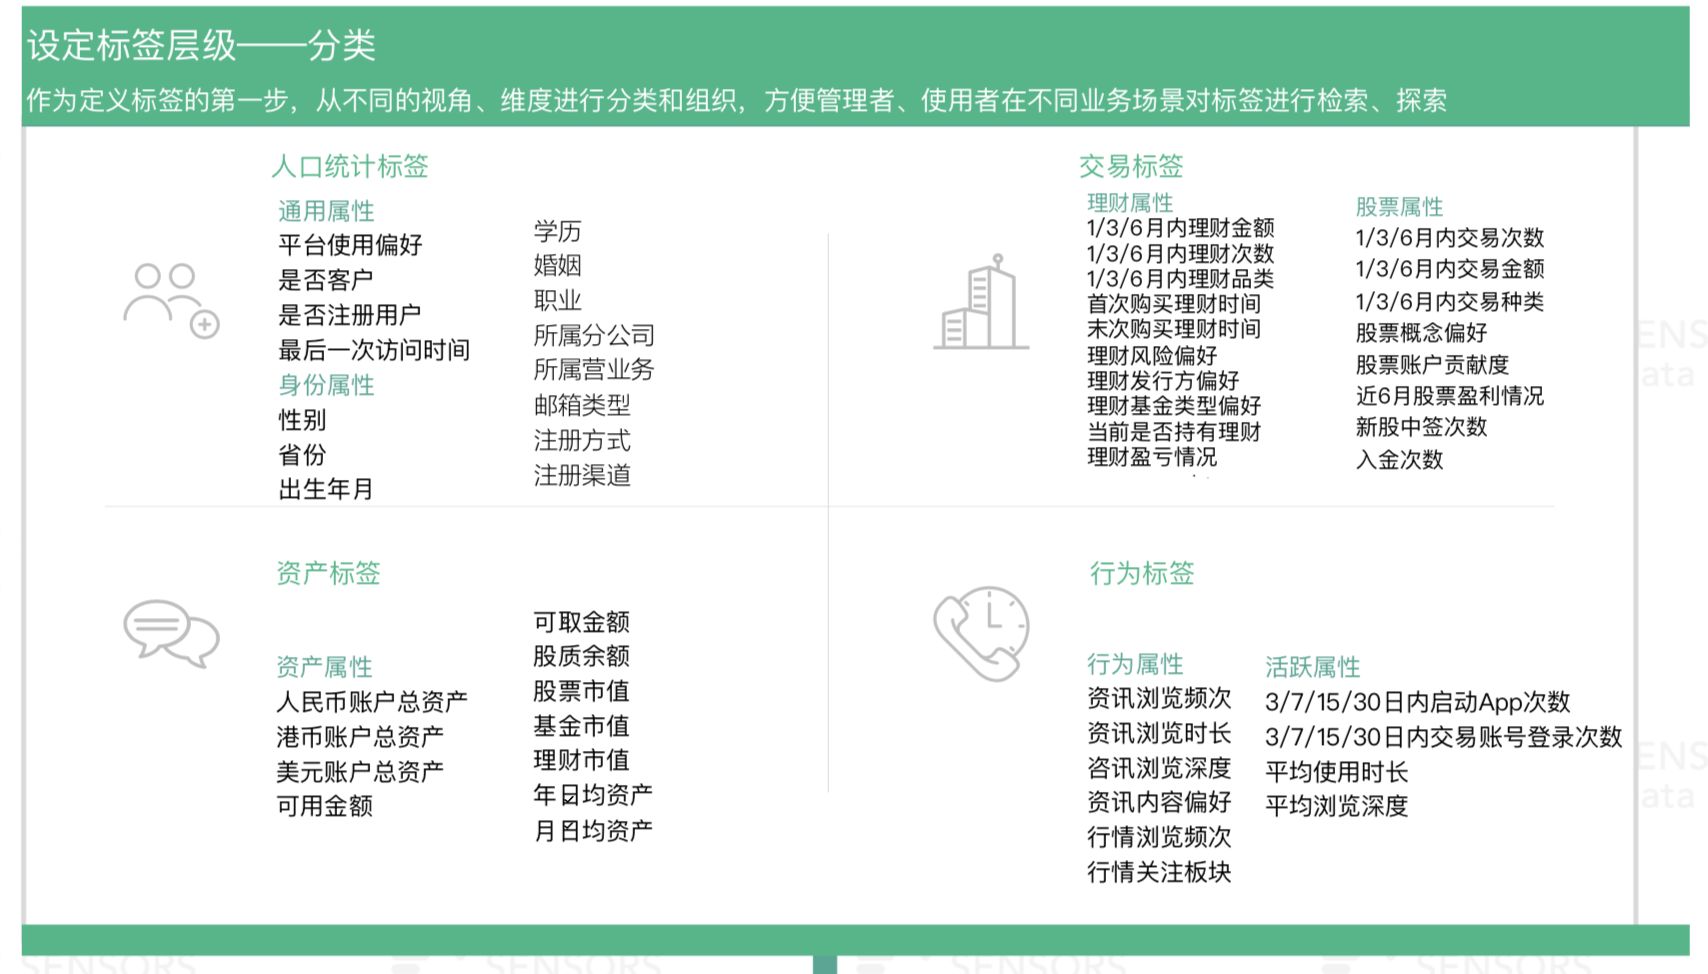 设定标签层级——分类
作为定义标签的第一步，从不同的视角、维度进行分类和组织，方便管理者、使用者在不同业务场景对标签进行检索、探索
人口统计标签
通用属性
平台使用偏好
是否客户
是否注册用户
最后一次访问时间
身份属性
性别
省份
出生年月
学历
婚姻
职业
所属分公司
所属营业务
邮箱类型
注册方式
注册渠道
交易标签
理财属性
1/3/6月内理财金额
1/3/6月内理财次数
1/3/6月内理财品类
首次购买理财时间
末次购买理财时间
理财风险偏好
理财发行方偏好
理财基金类型偏好
当前是否持有理财
理财盈亏情况
股票属性
1/3/6月内交易次数
1/3/6月内交易金额
1/3/6月内交易种类
股票概念偏好
股票账户贡献度
近6月股票盈利情况
新股中签次数
入金次数
资产标签
资产属性
人民币账户总资产
港币账户总资产
美元账户总资产
可用金额
可取金额
股质余额
股票市值
基金市值
理财市值
年日均资产
月日均资产
行为标签
行为属性
资讯浏览频次
资讯浏览时长
咨讯浏览深度
资讯内容偏好
行情浏览频次
行情关注板块
活跃属性
3/7/15/30日内启动App次数
3/7/15/30日内交易账号登录次数
平均使用时长
平均浏览深度
ENS
ata
ENS
ata
SENSORS
SENSORS
SENSORS
SENSORS